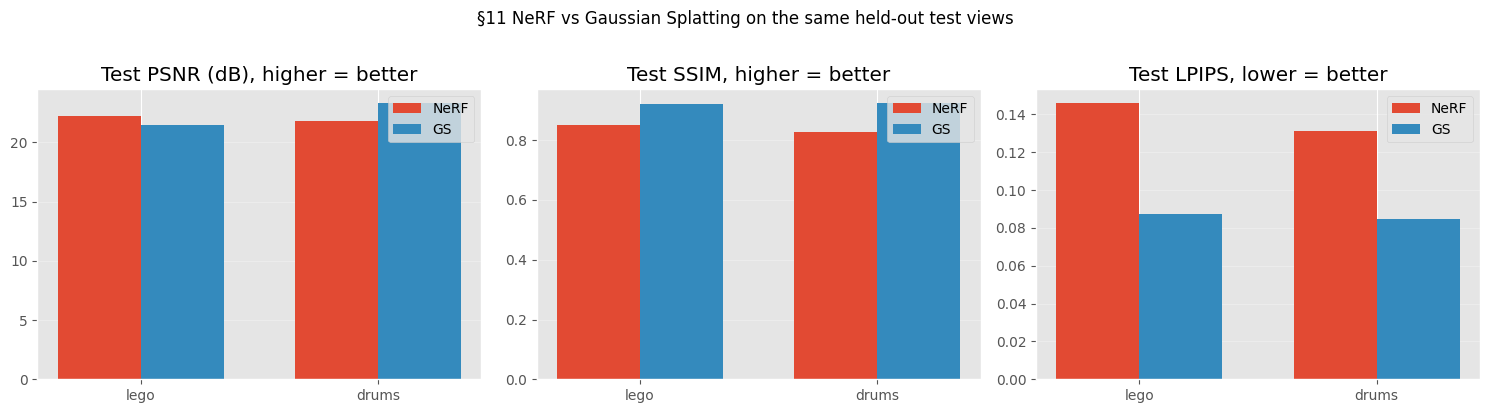 §11 NeRF vs Gaussian Splatting on the same held-out test views
Test PSNR (dB), higher = better
20
15
10
5
0
NeRF
GS
lego
drums
Test SSIM, higher = better
0.8
0.6
0.4
0.2
0.0
NeRF
GS
lego
drums
Test LPIPS, lower = better
0.14
0.12
0.10
0.08
0.06
0.04
0.02
0.00
NeRF
GS
lego
drums